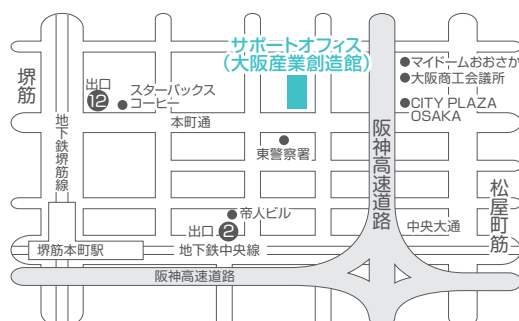 サポートオフィス
（大阪産業創造館）
マイドームおおさか
大阪商工会議所
CITY PLAZA
OSAKA
堺筋
出口
12
スターバックス
コーヒー
本町通
地下鉄堺筋線
東警察署
阪神高速道路
松屋町筋
帝人ビル
出口
2
中央大通
堺筋本町駅
地下鉄中央線
阪神高速道路